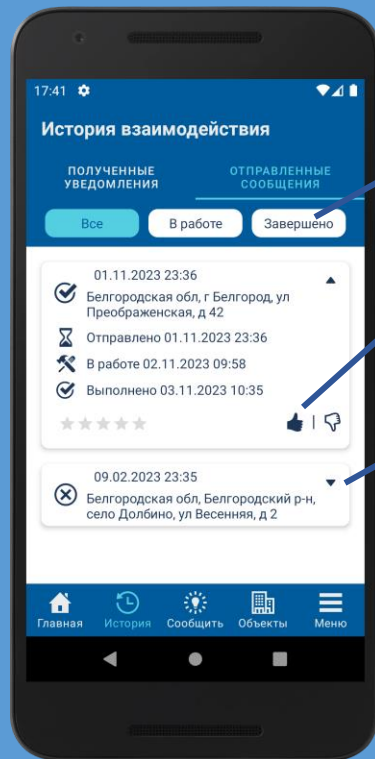 17:41
История взаимодействия
ПОЛУЧЕННЫЕ
УВЕДОМЛЕНИЯ
ОТПРАВЛЕННЫЕ
СООБЩЕНИЯ
Все
В работе
Завершено
01.11.2023 23:36
Белгородская обл, г Белгород, ул
Преображенская, д 42
Отправлено 01.11.2023 23:36
В работе 02.11.2023 09:58
Выполнено 03.11.2023 10:35
09.02.2023 23:35
Белгородская обл, Белгородский р-н,
село Долбино, ул Весенняя, д 2
Главная
История
Сообщить
Объекты
Меню